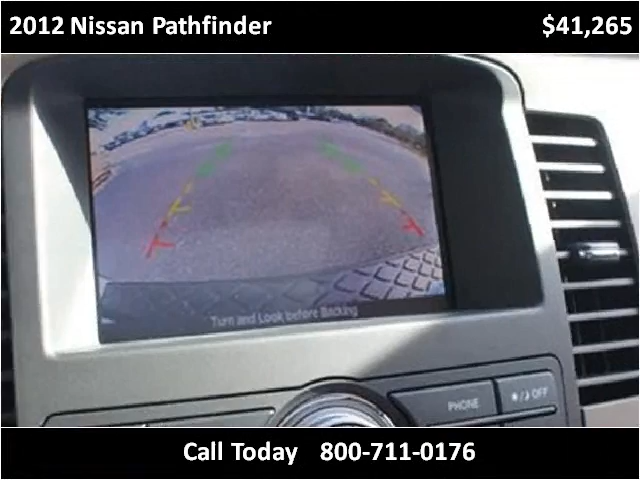 2012 Nissan Pathfinder $41,265
Turn and Look before Backing
PHONE
OFF
Call Today 800-711-0176